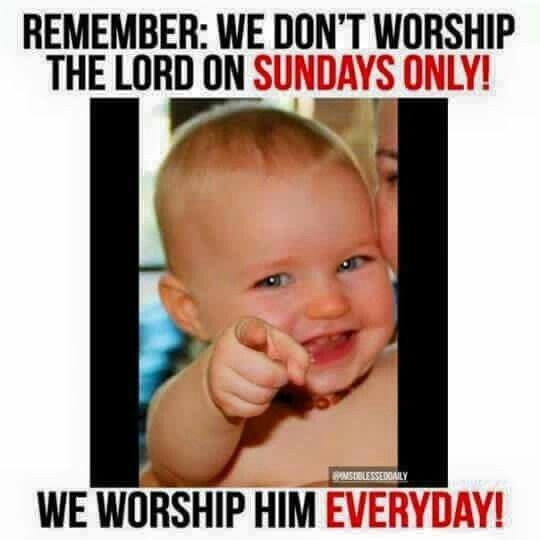 REMEMBER: WE DON'T WORSHIP
THE LORD ON SUNDAYS ONLY!
@IMSOBLESSEDDAILY
WE WORSHIP HIM EVERYDAY!